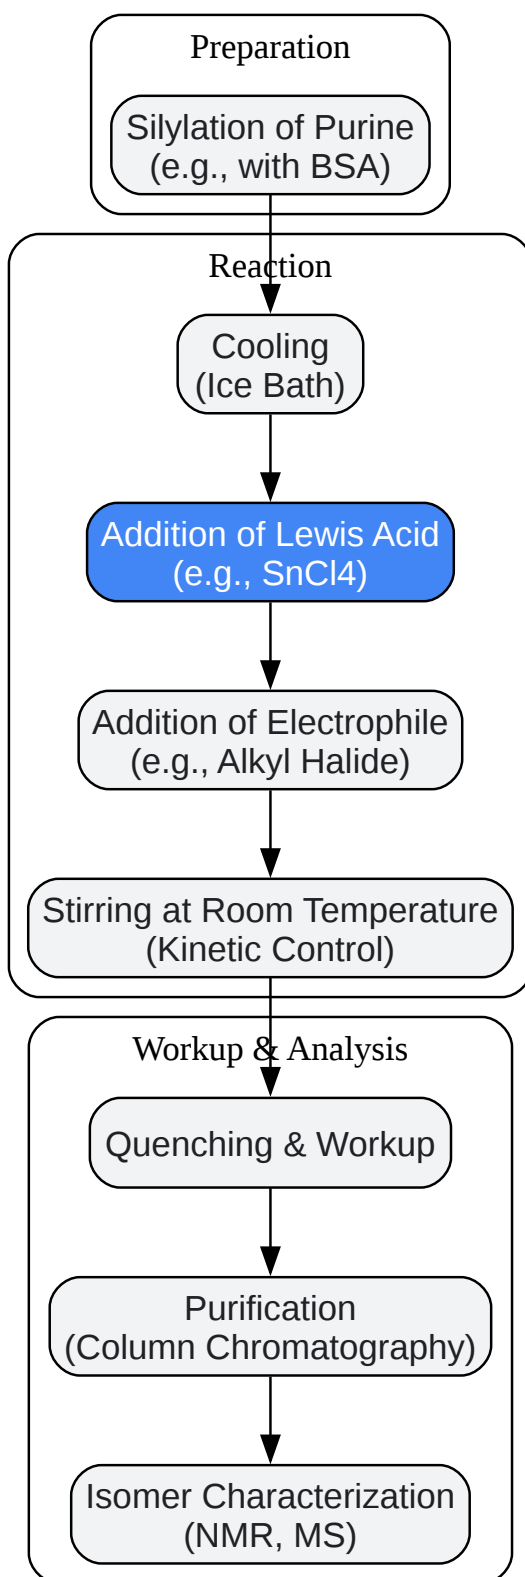 Preparation
Silylation of Purine
(e.g., with BSA)
Reaction
Cooling
(Ice Bath)
Addition of Lewis Acid
(e.g., SnCl4)
Addition of Electrophile
(e.g., Alkyl Halide)
Stirring at Room Temperature
(Kinetic Control)
Workup & Analysis
Quenching & Workup
Purification
(Column Chromatography)
Isomer Characterization
(NMR, MS)